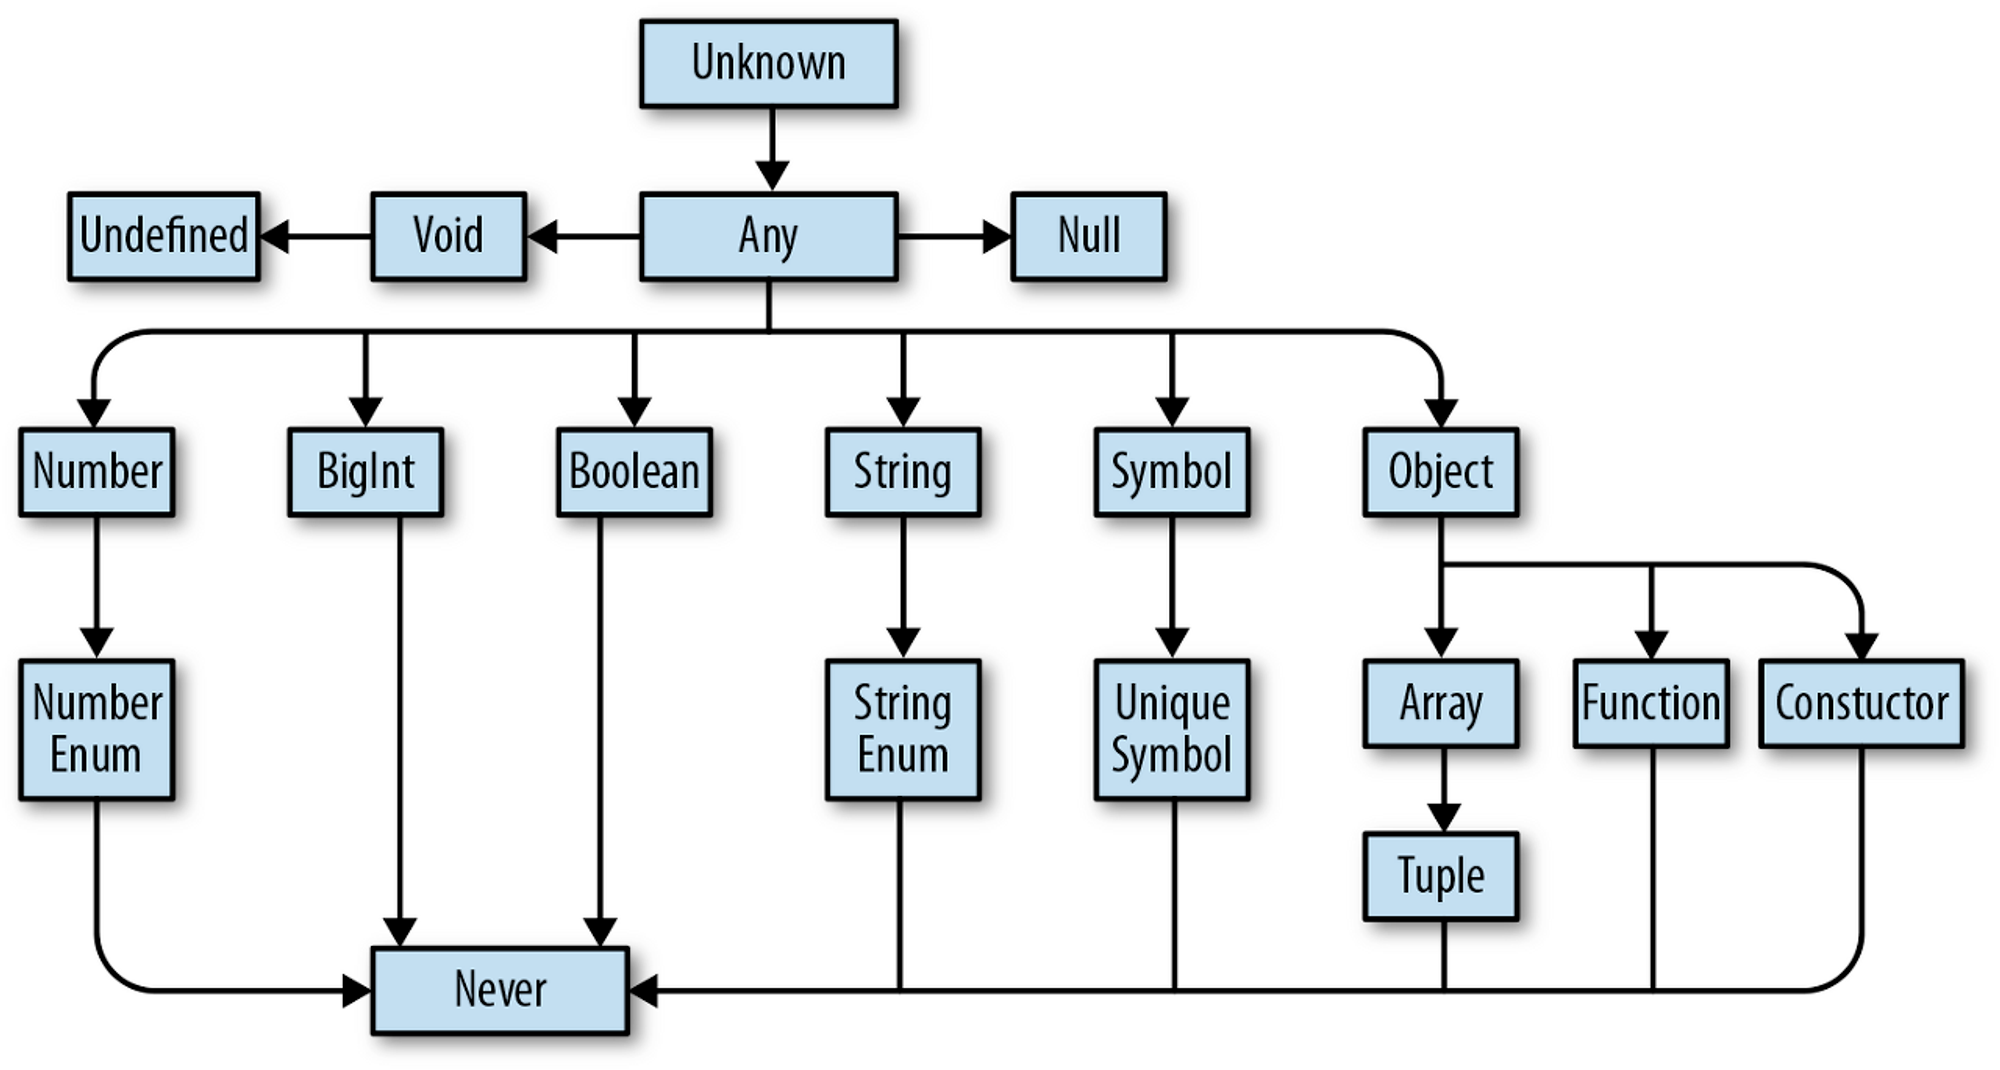 Unknown
Undefined
Void
Any
Null
Number
BigInt
Boolean
String
Symbol
Object
Number
Enum
String
Enum
Unique
Symbol
Array
Function
Constuctor
Tuple
Never